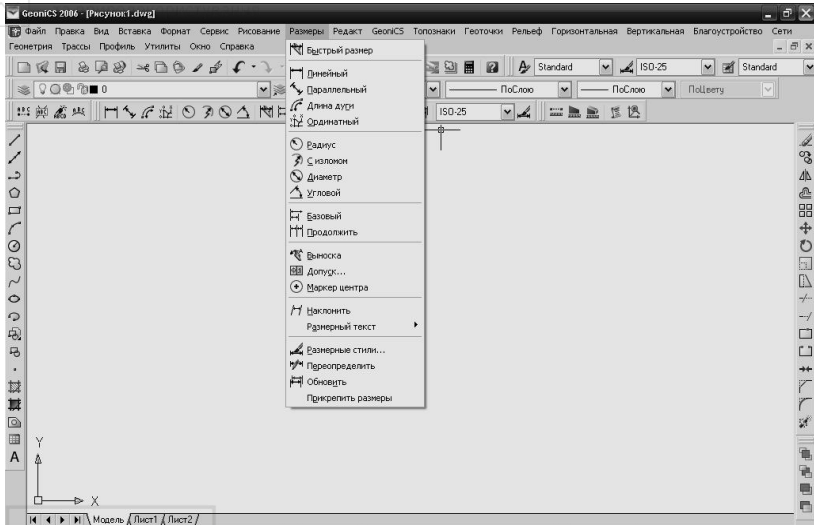 GeoniCS 2006 - [Рисунок1.dwg]
Файл Правка Вид Вставка Формат Сервис Рисование Размеры Редакт GeoniCS Топознаки Геоточки Рельеф Горизонтальная Вертикальная Благоустройство Сети
Геометрия Трассы Профиль Утилиты Окно Справка
Быстрый размер
Standard ISO-25 Standard
Линейный
0 Параллельный ПоСлою ПоСлою ПоЦвету
Длина дуги
ISO-25
Ординатный
Радиус
С изломом
Диаметр
Угловой
Базовый
Продолжить
Выноска
Допуск...
Маркер центра
Наклонить
Размерный текст
Размерные стили...
Переопределить
Обновить
Прикрепить размеры
A
Y
X
Модель Лист1 Лист2